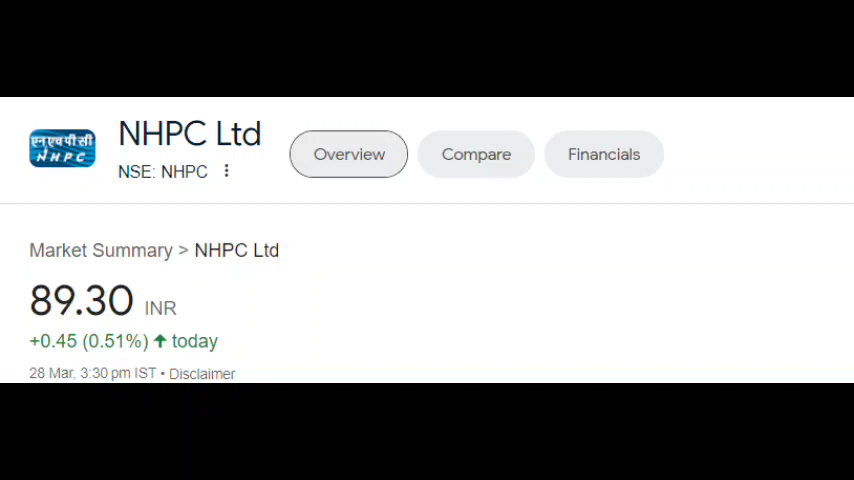 एनएचपीसी
NHPC
NHPC Ltd
NSE: NHPC
Overview
Compare
Financials
Market Summary > NHPC Ltd
89.30 INR
+0.45 (0.51%) ↑ today
28 Mar, 3:30 pm IST • Disclaimer